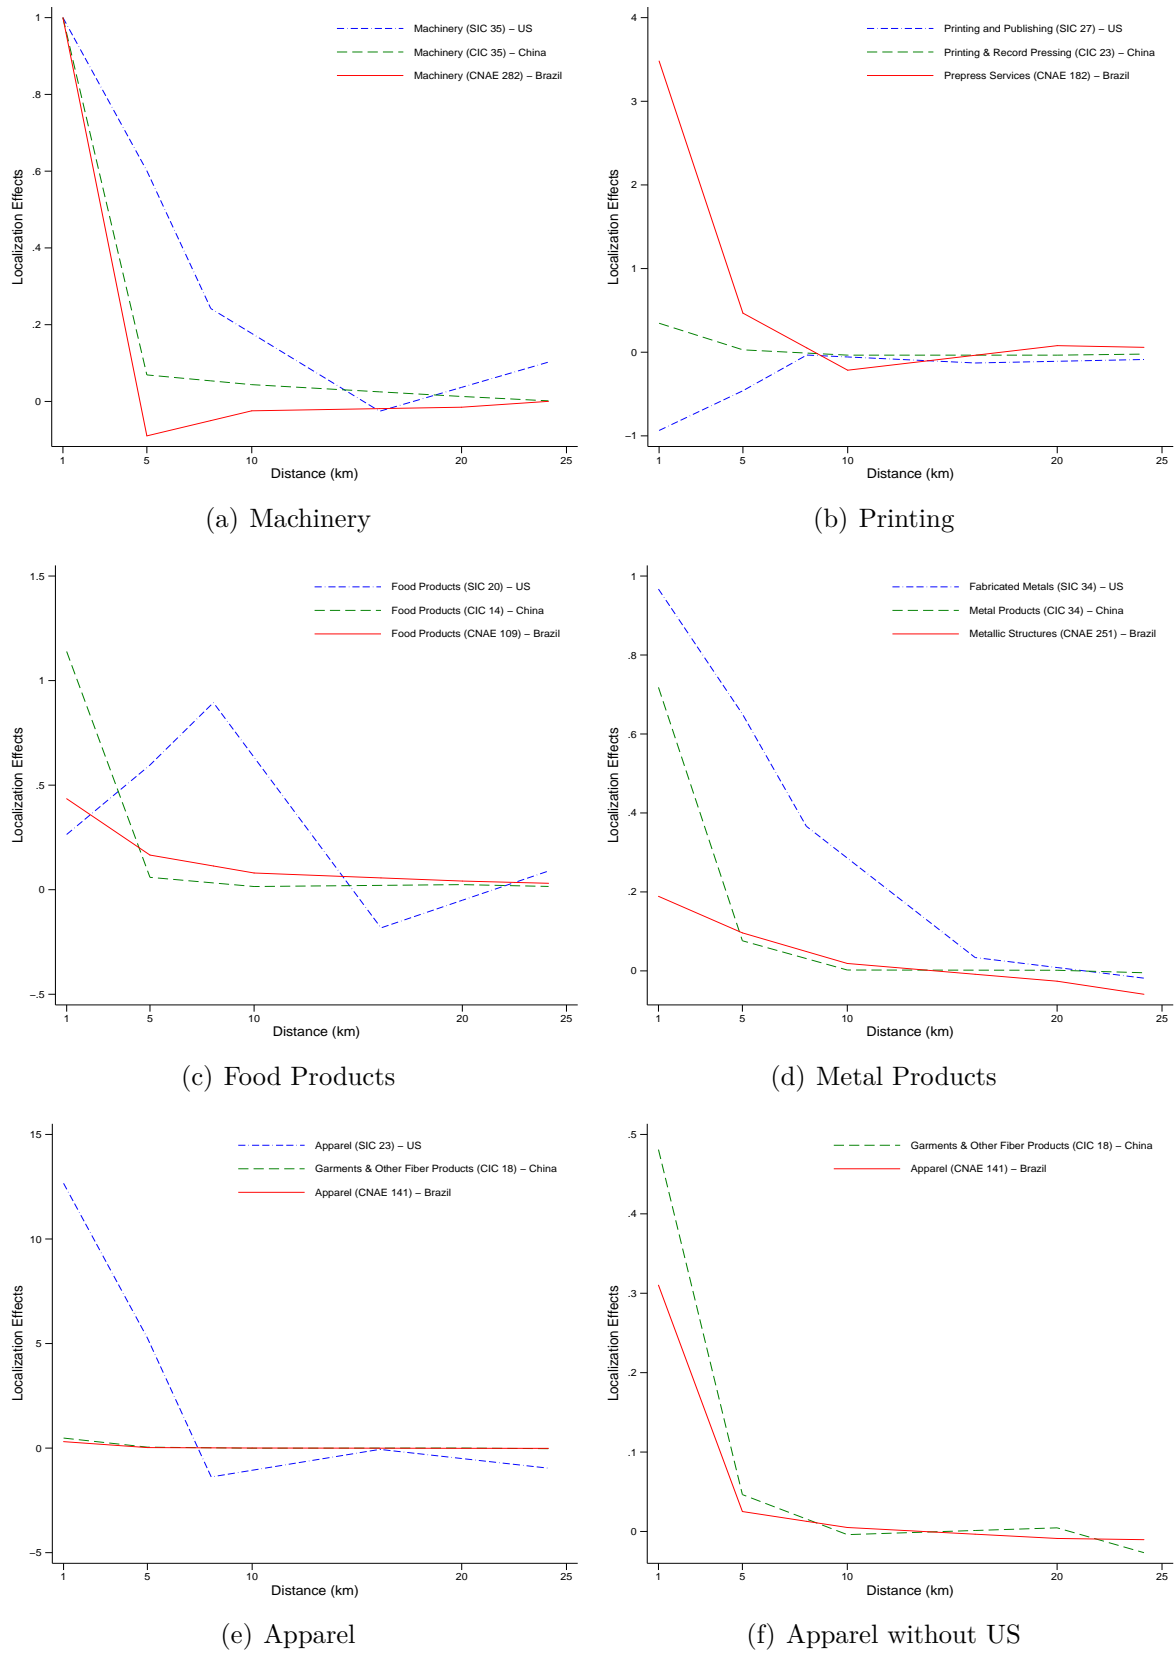 Machinery (SIC 35) – US
Machinery (CIC 35) – China
Machinery (CNAE 282) – Brazil
Localization Effects
1
.8
.6
.4
.2
0
1 5 10 20 25
Distance (km)
(a) Machinery
Printing and Publishing (SIC 27) – US
Printing & Record Pressing (CIC 23) – China
Prepress Services (CNAE 182) – Brazil
Localization Effects
4
3
2
1
0
–1
1 5 10 20 25
Distance (km)
(b) Printing
Food Products (SIC 20) – US
Food Products (CIC 14) – China
Food Products (CNAE 109) – Brazil
Localization Effects
1.5
1
.5
0
–.5
1 5 10 20 25
Distance (km)
(c) Food Products
Fabricated Metals (SIC 34) – US
Metal Products (CIC 34) – China
Metallic Structures (CNAE 251) – Brazil
Localization Effects
1
.8
.6
.4
.2
0
1 5 10 20 25
Distance (km)
(d) Metal Products
Apparel (SIC 23) – US
Garments & Other Fiber Products (CIC 18) – China
Apparel (CNAE 141) – Brazil
Localization Effects
15
10
5
0
–5
1 5 10 20 25
Distance (km)
(e) Apparel
Garments & Other Fiber Products (CIC 18) – China
Apparel (CNAE 141) – Brazil
Localization Effects
.5
.4
.3
.2
.1
0
1 5 10 20 25
Distance (km)
(f) Apparel without US